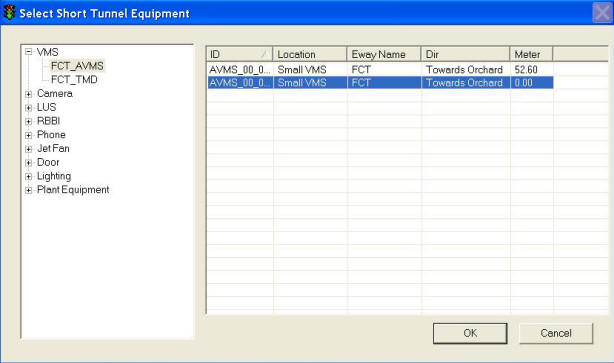 Select Short Tunnel Equipment
VMS
FCT_AVMS
FCT_TMD
Camera
LUS
RBBI
Phone
Jet Fan
Door
Lighting
Plant Equipment
ID Location Eway Name Dir Meter
AVMS_00_0... Small VMS FCT Towards Orchard 52.60
AVMS_00_0... Small VMS FCT Towards Orchard 0.00
OK Cancel